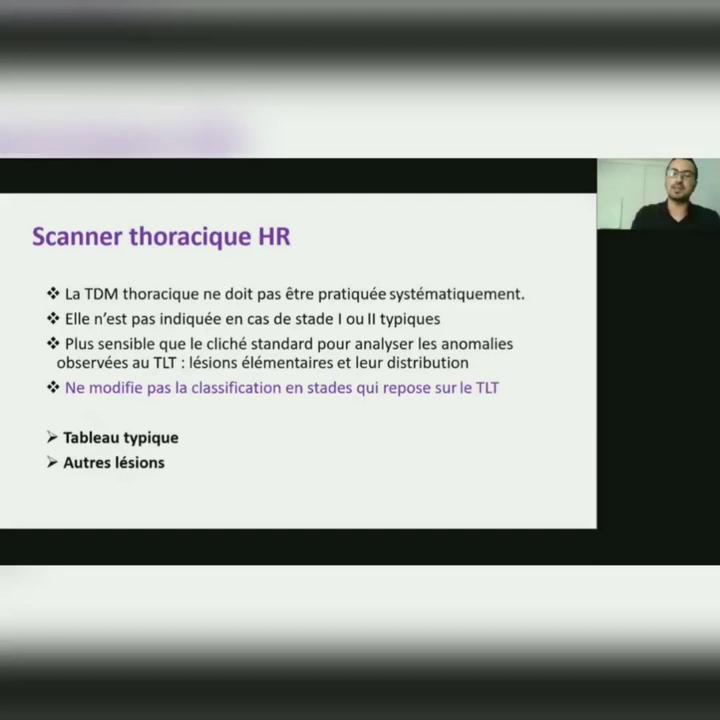 Scanner thoracique HR
❖ La TDM thoracique ne doit pas être pratiquée systématiquement.
❖ Elle n'est pas indiquée en cas de stade I ou II typiques
❖ Plus sensible que le cliché standard pour analyser les anomalies
observées au TLT : lésions élémentaires et leur distribution
❖ Ne modifie pas la classification en stades qui repose sur le TLT
➢ Tableau typique
➢ Autres lésions